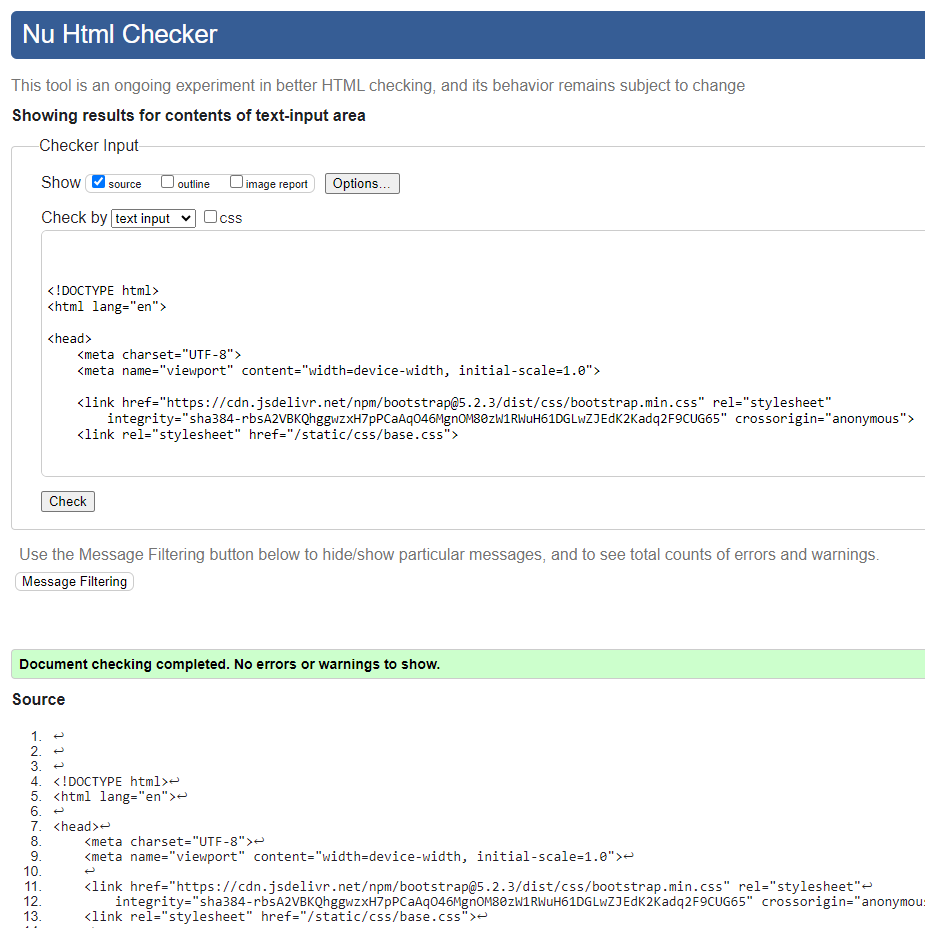 Nu Html Checker
This tool is an ongoing experiment in better HTML checking, and its behavior remains subject to change
Showing results for contents of text-input area
Checker Input
Show source outline image report Options...
Check by text input css
<!DOCTYPE html>
<html lang="en">
<head>
<meta charset="UTF-8">
<meta name="viewport" content="width=device-width, initial-scale=1.0">
<link href="https://cdn.jsdelivr.net/npm/bootstrap@5.2.3/dist/css/bootstrap.min.css" rel="stylesheet"
integrity="sha384-rbsA2VBKQhggwzxH7pPCaAqO46MgnOM80zW1RWuH61DGLwZJEdK2Kadq2F9CUG65" crossorigin="anonymous">
<link rel="stylesheet" href="/static/css/base.css">
Check
Use the Message Filtering button below to hide/show particular messages, and to see total counts of errors and warnings.
Message Filtering
Document checking completed. No errors or warnings to show.
Source
1. ↩
2. ↩
3. ↩
4. <!DOCTYPE html>↩
5. <html lang="en">↩
6. ↩
7. <head>↩
8. <meta charset="UTF-8">↩
9. <meta name="viewport" content="width=device-width, initial-scale=1.0">↩
10. ↩
11. <link href="https://cdn.jsdelivr.net/npm/bootstrap@5.2.3/dist/css/bootstrap.min.css" rel="stylesheet"↩
12. integrity="sha384-rbsA2VBKQhggwzxH7pPCaAqO46MgnOM80zW1RWuH61DGLwZJEdK2Kadq2F9CUG65" crossorigin="anonymou
13. <link rel="stylesheet" href="/static/css/base.css">↩